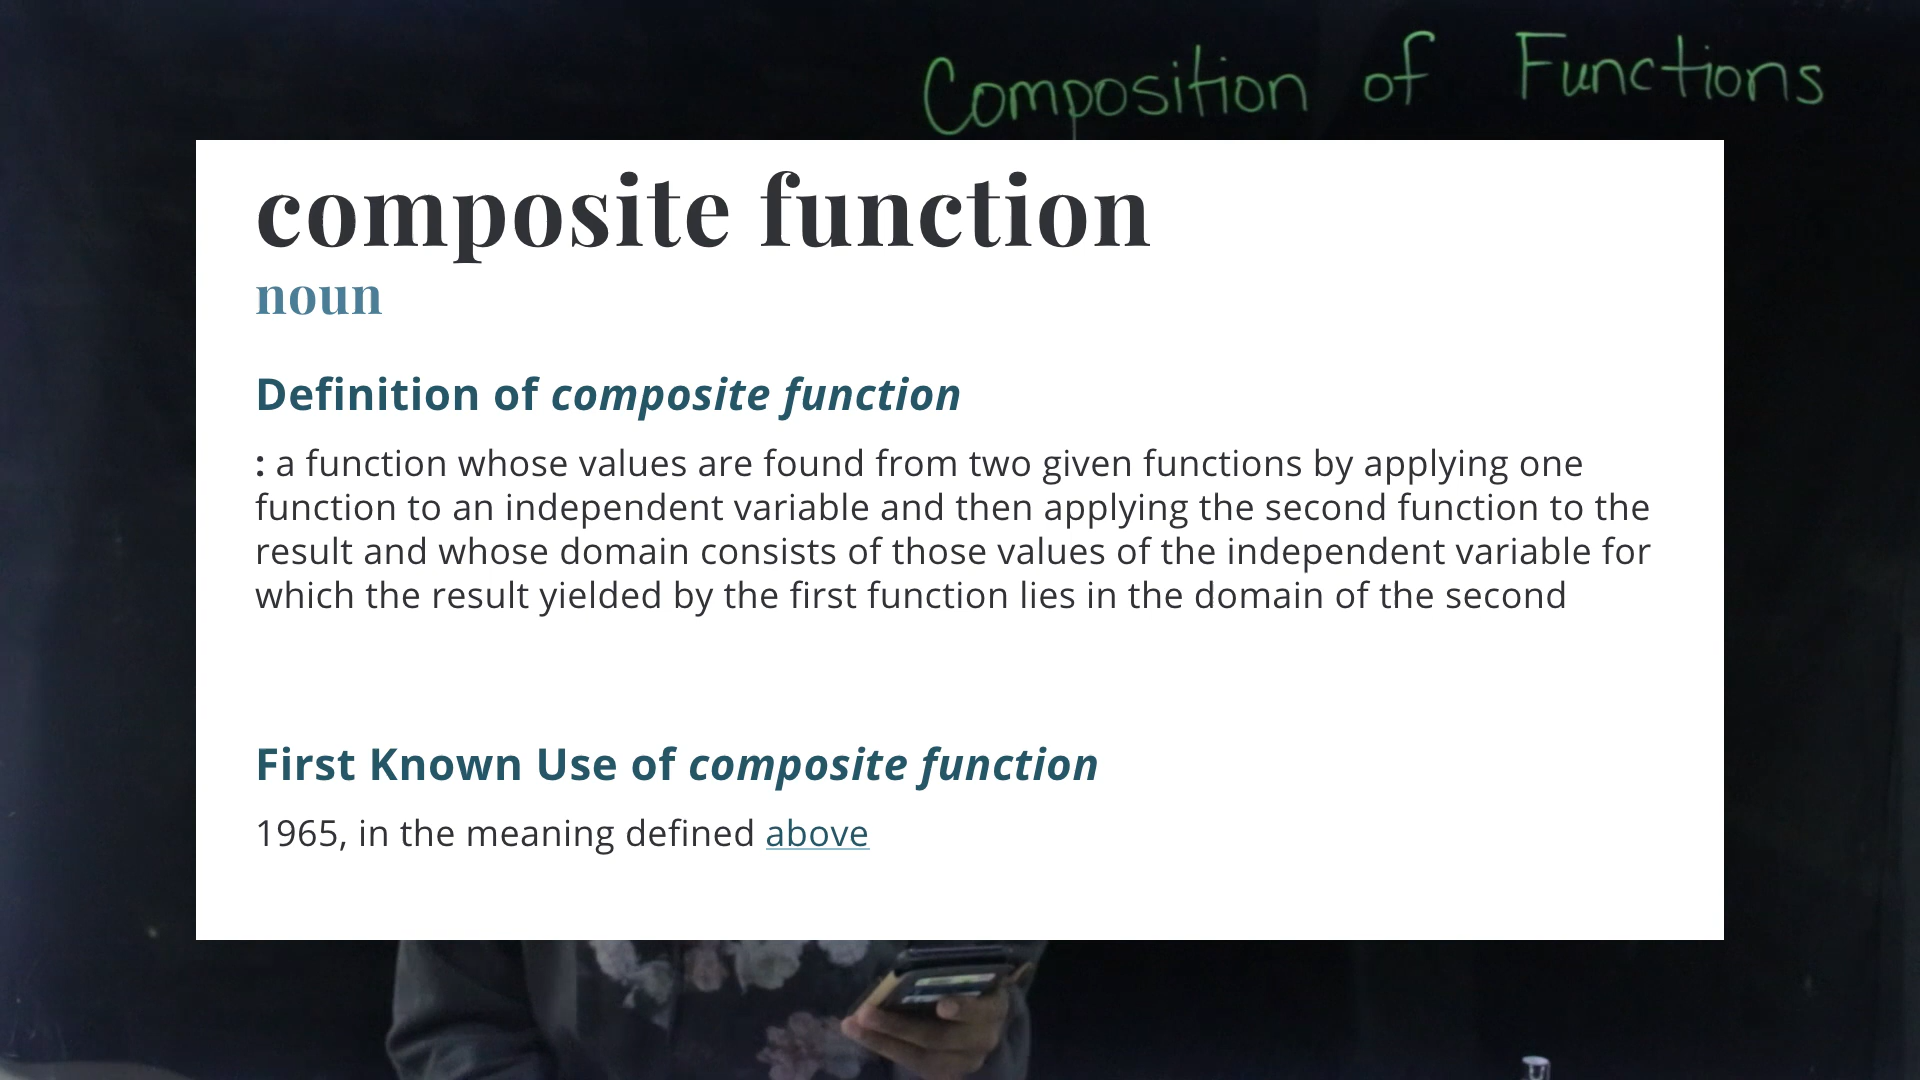 Composition of Functions
composite function
noun
Definition of composite function
: a function whose values are found from two given functions by applying one
function to an independent variable and then applying the second function to the
result and whose domain consists of those values of the independent variable for
which the result yielded by the first function lies in the domain of the second
First Known Use of composite function
1965, in the meaning defined above